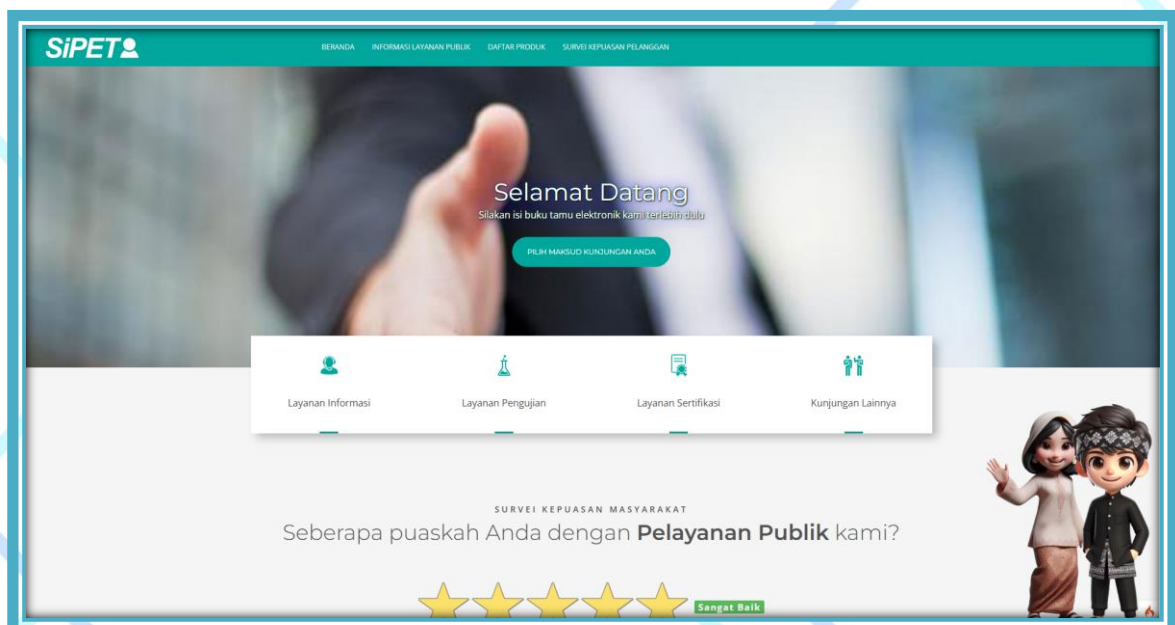 SiPETA
BERANDA INFORMASI LAYANAN PUBLIK DAFTAR PRODUK SURVEI KEPUASAN PELANGGAN
Selamat Datang
Silakan isi buku tamu elektronik kami terlebih dulu
PILIH MAKSUD KUNJUNGAN ANDA
Layanan Informasi Layanan Pengujian Layanan Sertifikasi Kunjungan Lainnya
SURVEI KEPUASAN MASYARAKAT
Seberapa puaskah Anda dengan Pelayanan Publik kami?
Sangat Baik